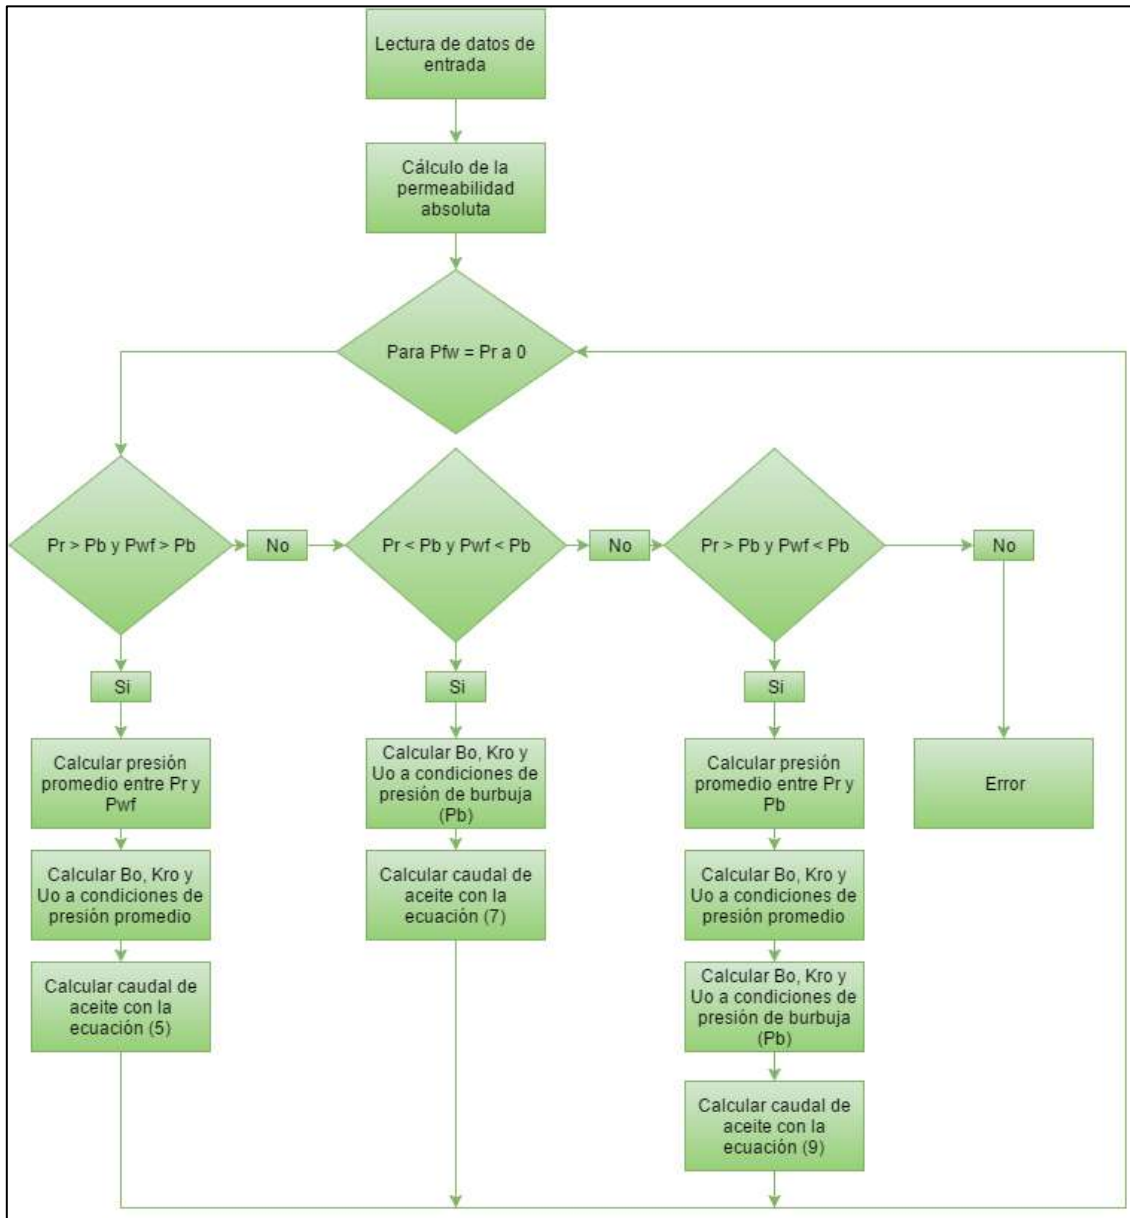 Lectura de datos de
entrada
Cálculo de la
permeabilidad
absoluta
Para Pfw = Pr a 0
Pr > Pb y Pwf > Pb
No
Pr < Pb y Pwf < Pb
No
Pr > Pb y Pwf < Pb
No
Si
Si
Si
Calcular presión
promedio entre Pr y
Pwf
Calcular Bo, Kro y
Uo a condiciones de
presión promedio
Calcular caudal de
aceite con la
ecuación (5)
Calcular Bo, Kro y
Uo a condiciones de
presión de burbuja
(Pb)
Calcular caudal de
aceite con la
ecuación (7)
Calcular presión
promedio entre Pr y
Pb
Calcular Bo, Kro y
Uo a condiciones de
presión promedio
Calcular Bo, Kro y
Uo a condiciones de
presión de burbuja
(Pb)
Calcular caudal de
aceite con la
ecuación (9)
Error